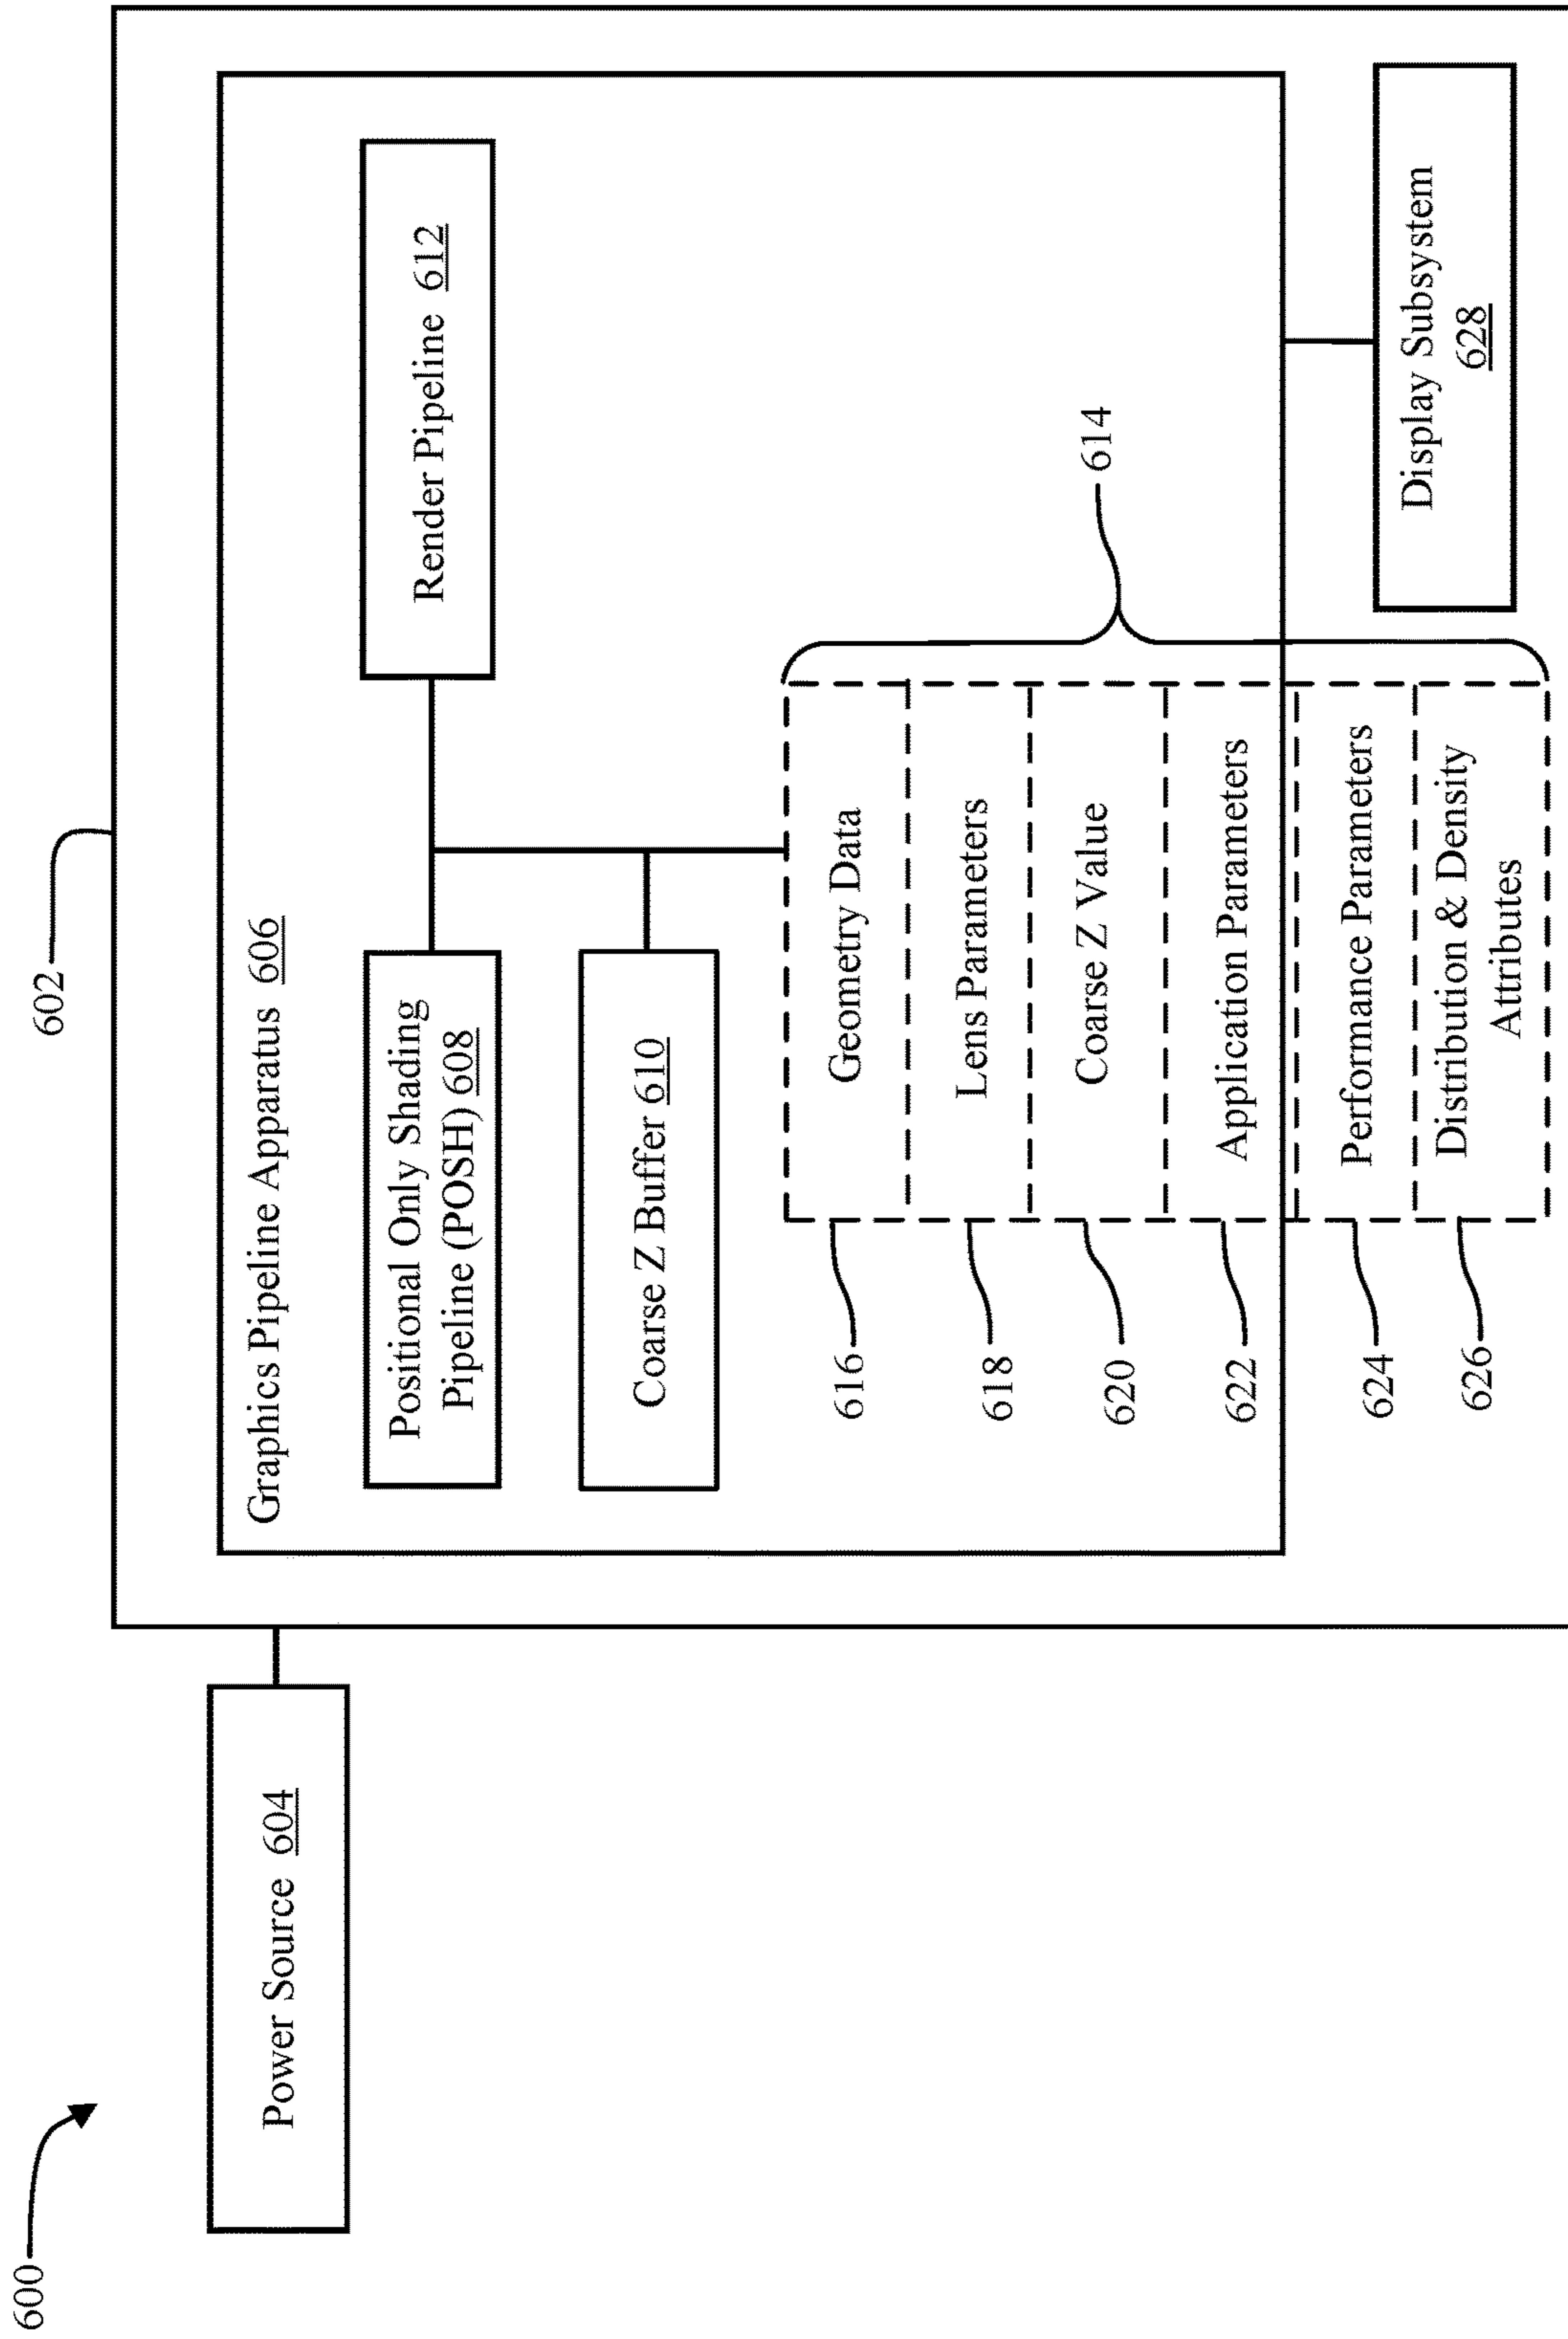 600
602
Power Source 604
Graphics Pipeline Apparatus 606
Positional Only Shading
Pipeline (POSH) 608
Render Pipeline 612
Coarse Z Buffer 610
614
616
Geometry Data
618
Lens Parameters
620
Coarse Z Value
622
Application Parameters
624
Performance Parameters
626
Distribution & Density
Attributes
Display Subsystem
628